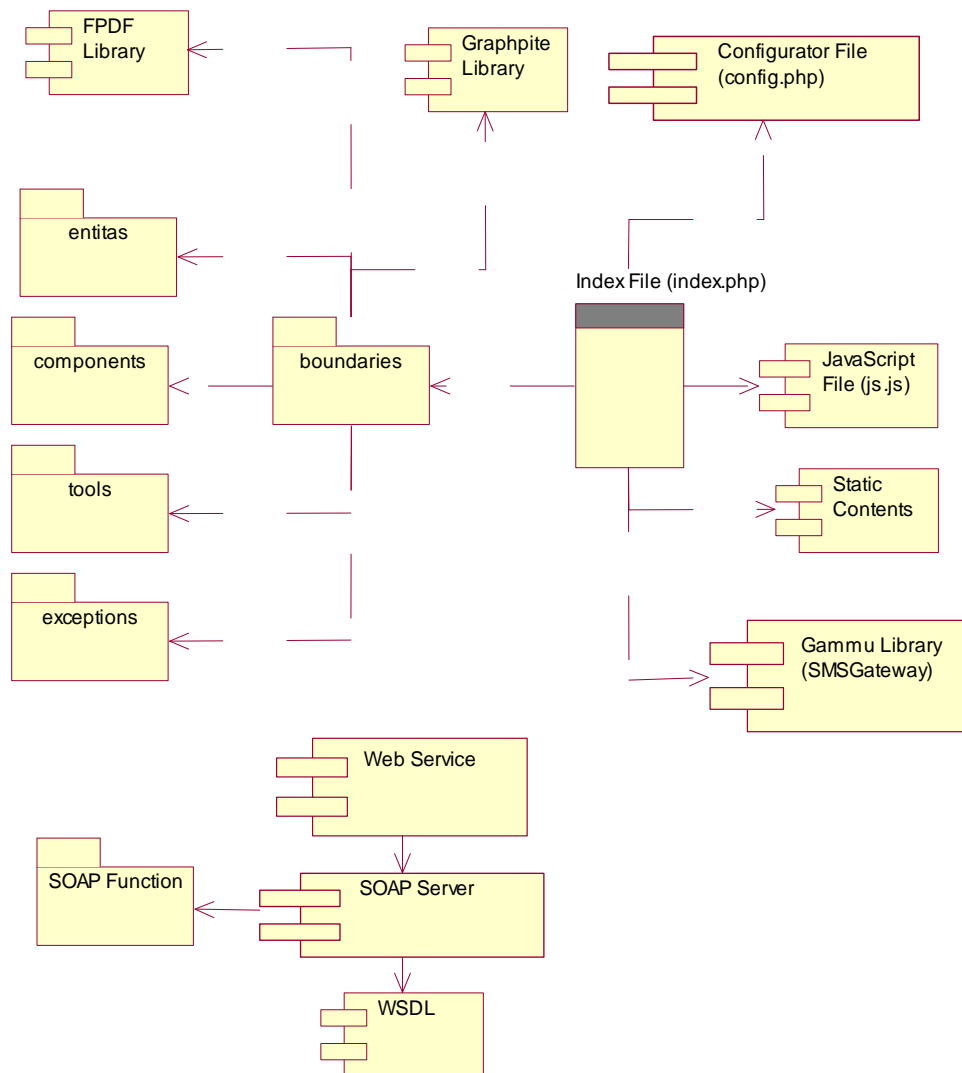 FPDF
Library
Graphpite
Library
Configurator File
(config.php)
entitas
Index File (index.php)
components
boundaries
JavaScript
File (js.js)
tools
Static
Contents
exceptions
Gammu Library
(SMSGateway)
Web Service
SOAP Function
SOAP Server
WSDL